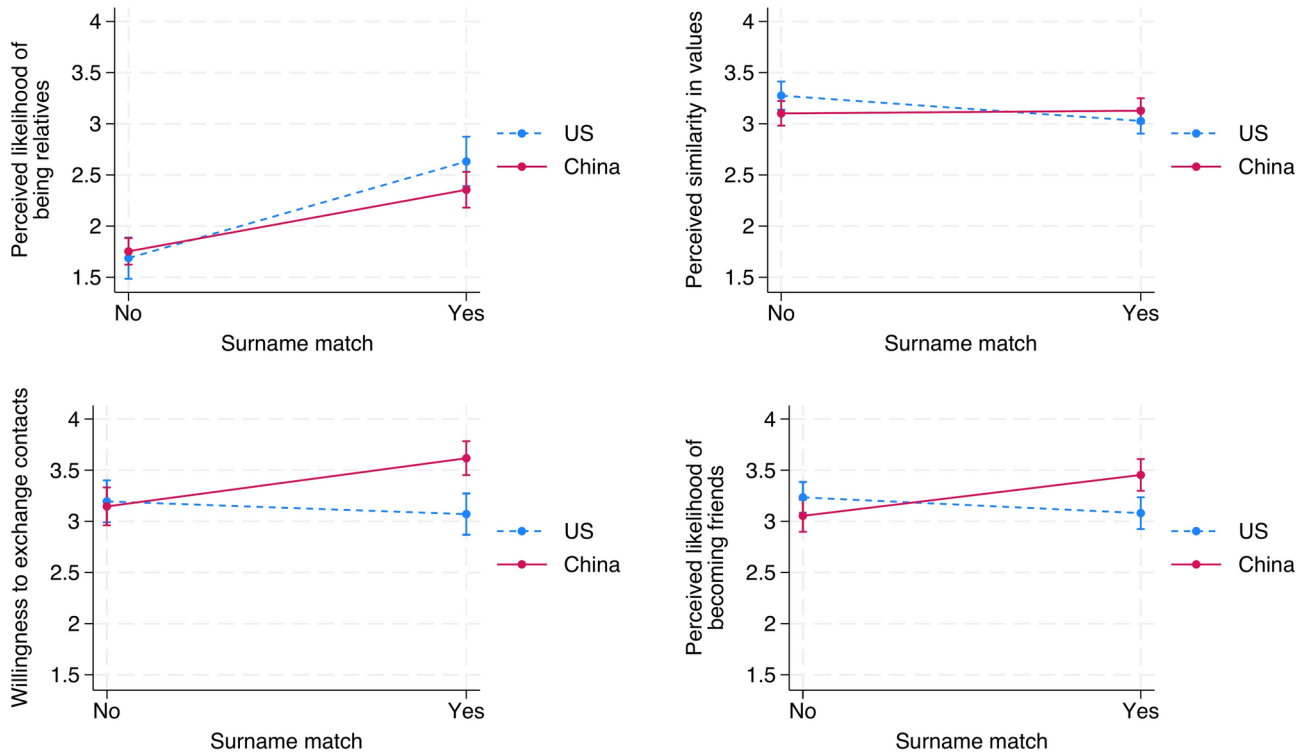 Perceived likelihood of
being relatives
4
3.5
3
2.5
2
1.5
No
Yes
Surname match
US
China
Perceived similarity in values
4
3.5
3
2.5
2
1.5
No
Yes
Surname match
US
China
Willingness to exchange contacts
4
3.5
3
2.5
2
1.5
No
Yes
Surname match
US
China
Perceived likelihood of
becoming friends
4
3.5
3
2.5
2
1.5
No
Yes
Surname match
US
China